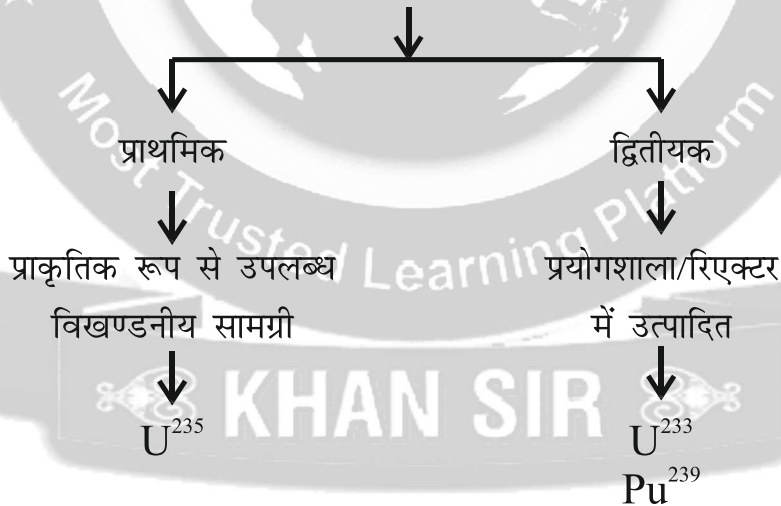 प्राथमिक
द्वितीयक
प्राकृतिक रूप से उपलब्ध
विखण्डनीय सामग्री
प्रयोगशाला/रिएक्टर
में उत्पादित
U²³⁵
U²³³
Pu²³⁹
Most Trusted Learning Platform
KHAN SIR